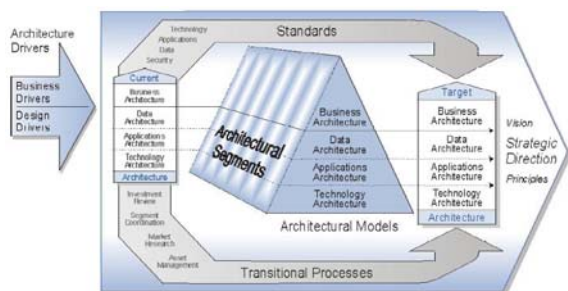 Architecture
Drivers
Business
Drivers
Design
Drivers
Technology
Applications
Data
Security
Standards
Current
Business
Architecture
Data
Architecture
Applications
Architecture
Technology
Architecture
Architecture
Investment
Review
Segment
Coordination
Market
Research
Asset
Management
Transitional Processes
Architectural
Segments
Business
Architecture
Data
Architecture
Applications
Architecture
Technology
Architecture
Architectural Models
Target
Business
Architecture
Data
Architecture
Applications
Architecture
Technology
Architecture
Architecture
Vision
Strategic
Direction
Principles